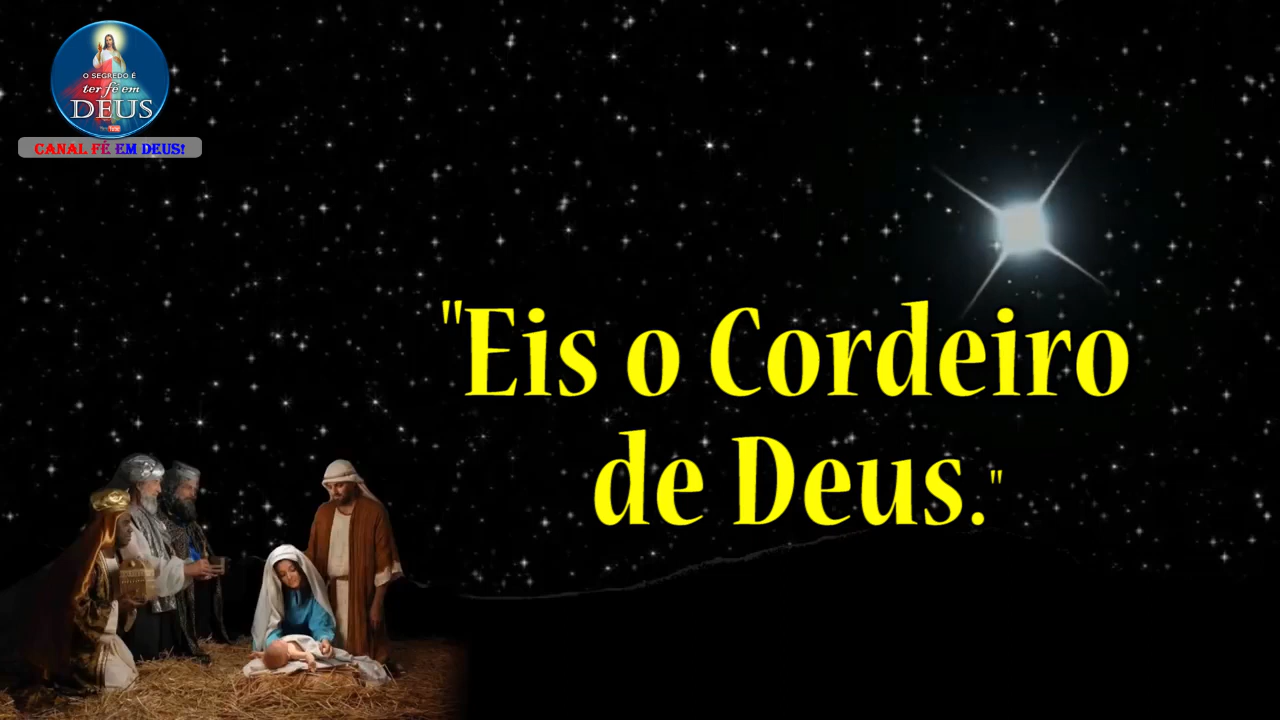 O SEGREDO É
ter fé em
DEUS
CANAL FÉ EM DEUS!
"Eis o Cordeiro
de Deus."